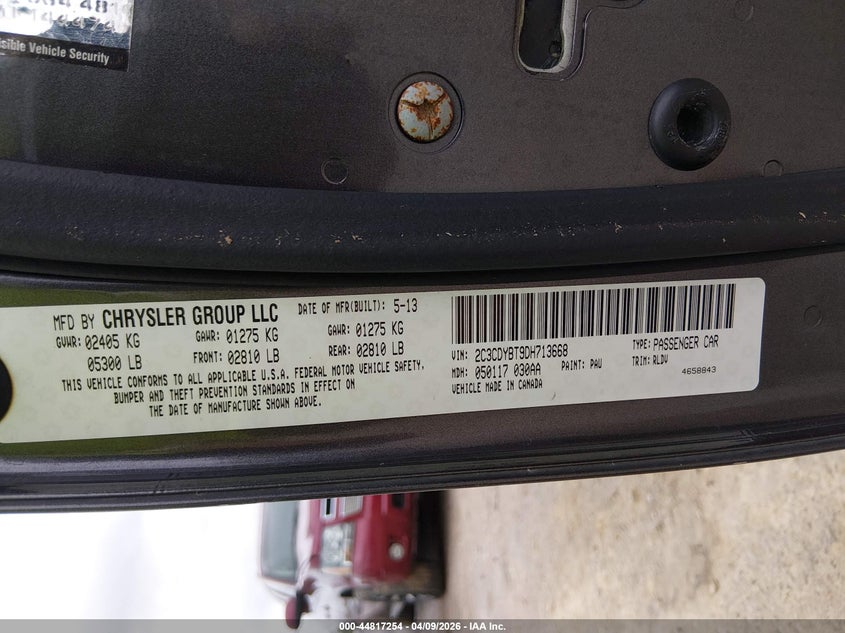 sible Vehicle Security
MFD BY CHRYSLER GROUP LLC DATE OF MFR(BUILT): 5-13
GVWR: 02405 KG GAWR: 01275 KG GAWR: 01275 KG
05300 LB FRONT: 02810 LB REAR: 02810 LB
THIS VEHICLE CONFORMS TO ALL APPLICABLE U.S.A. FEDERAL MOTOR VEHICLE SAFETY,
BUMPER AND THEFT PREVENTION STANDARDS IN EFFECT ON
THE DATE OF MANUFACTURE SHOWN ABOVE.
VIN: 2C3CDYBT9DH713668 TYPE: PASSENGER CAR
MDH: 050117 030AA PAINT: PAU TRIM: RLDV
VEHICLE MADE IN CANADA 4658843
000-44817254 | 04/09/2026 | IAA Inc.